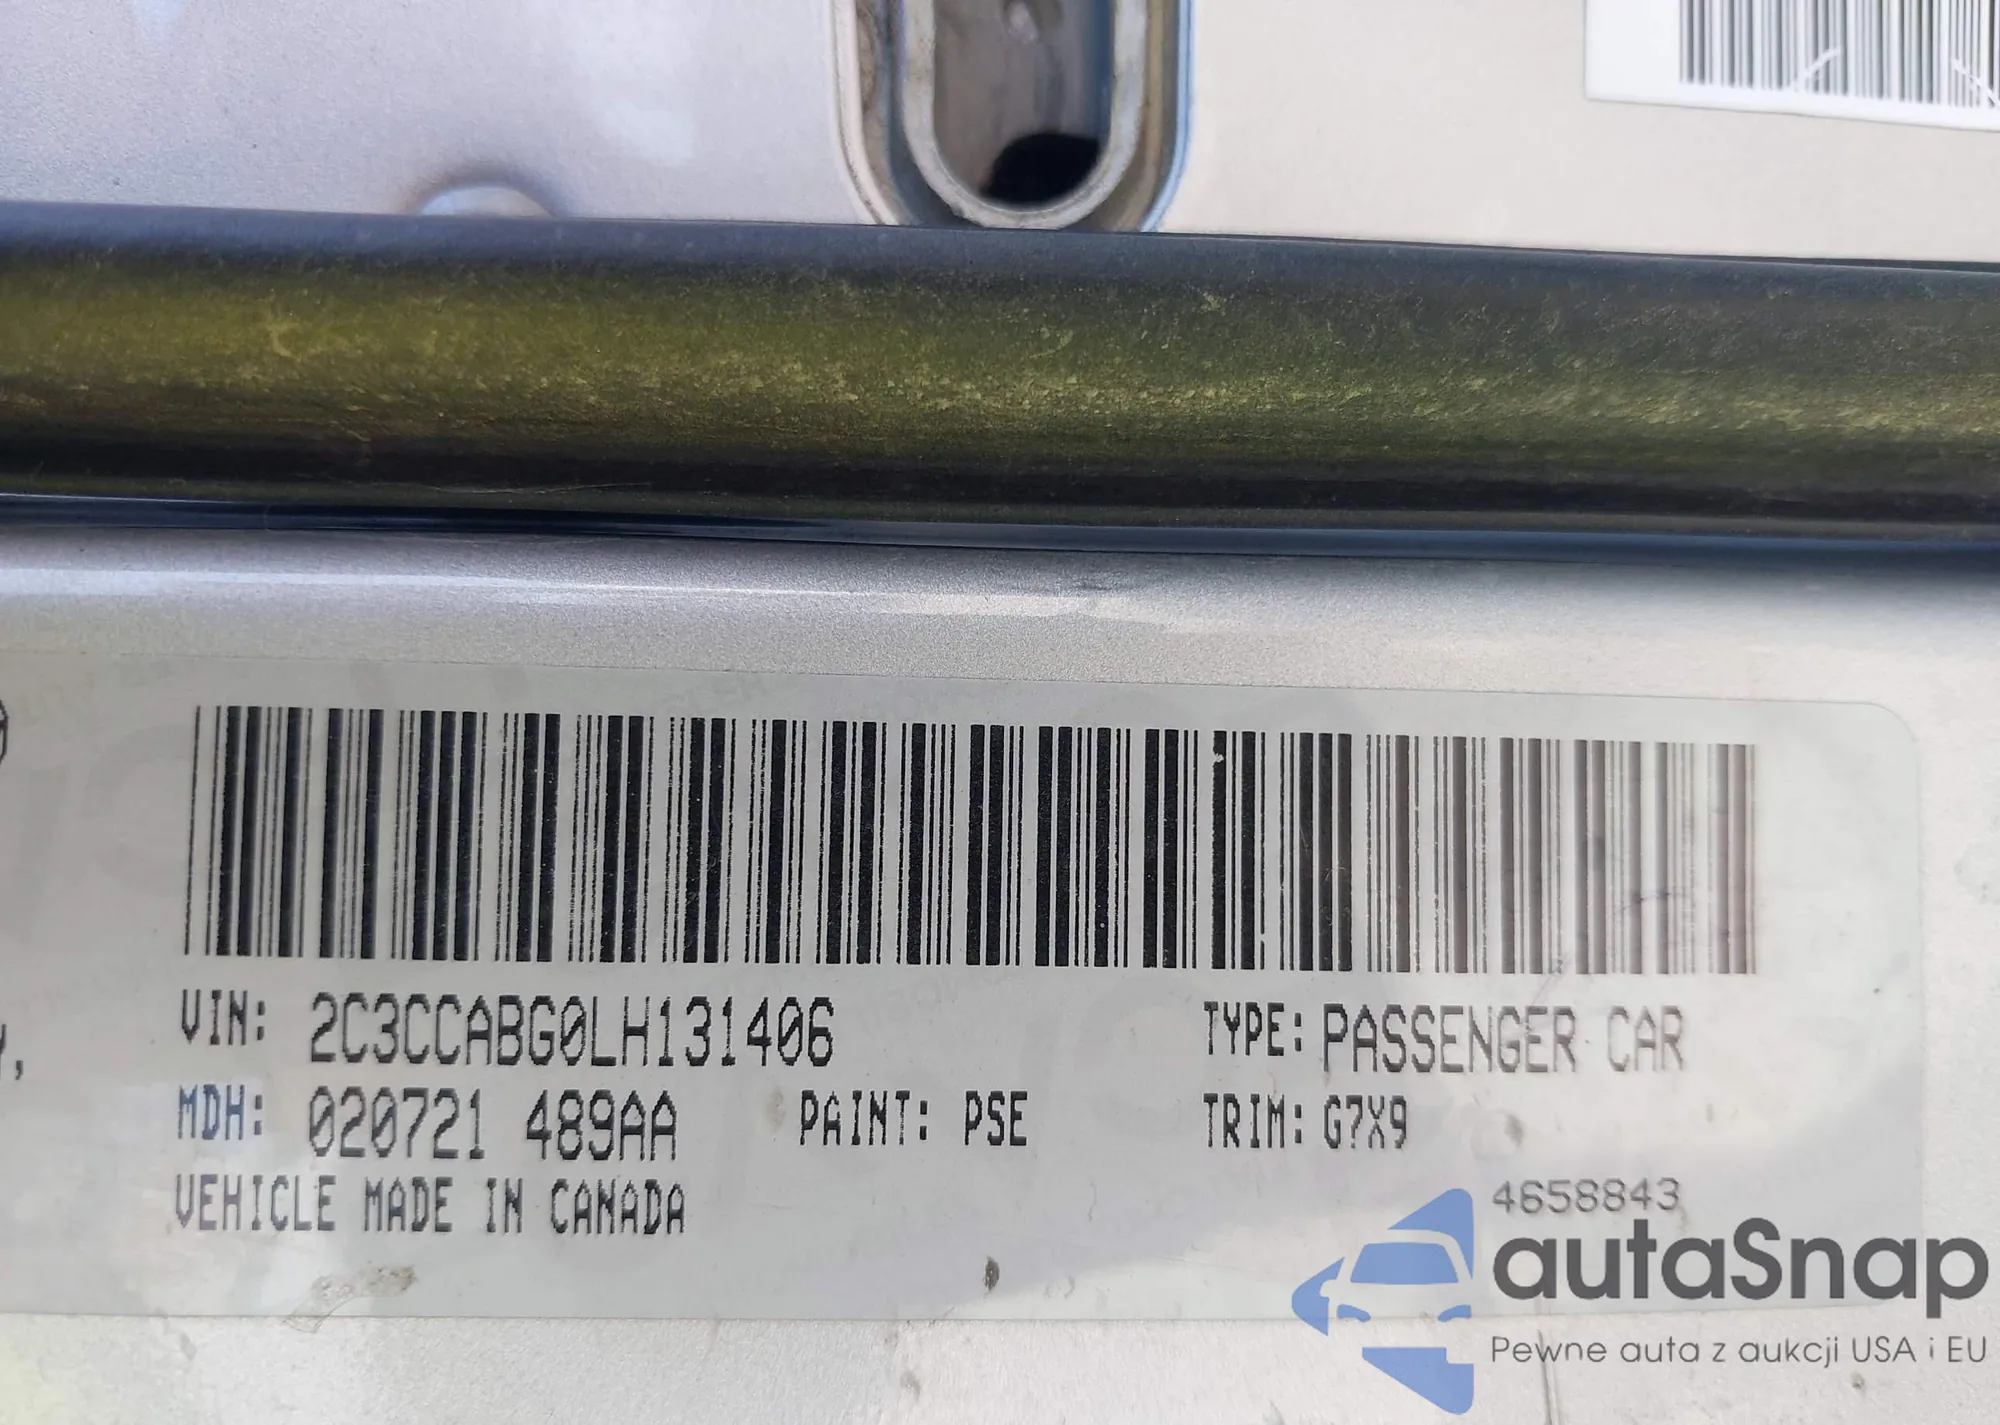 VIN: 2C3CCABG0LH131406 TYPE: PASSENGER CAR
MDH: 020721 489AA PAINT: PSE TRIM: G7X9
VEHICLE MADE IN CANADA
4658843
autaSnap
Pewne auta z aukcji USA i EU